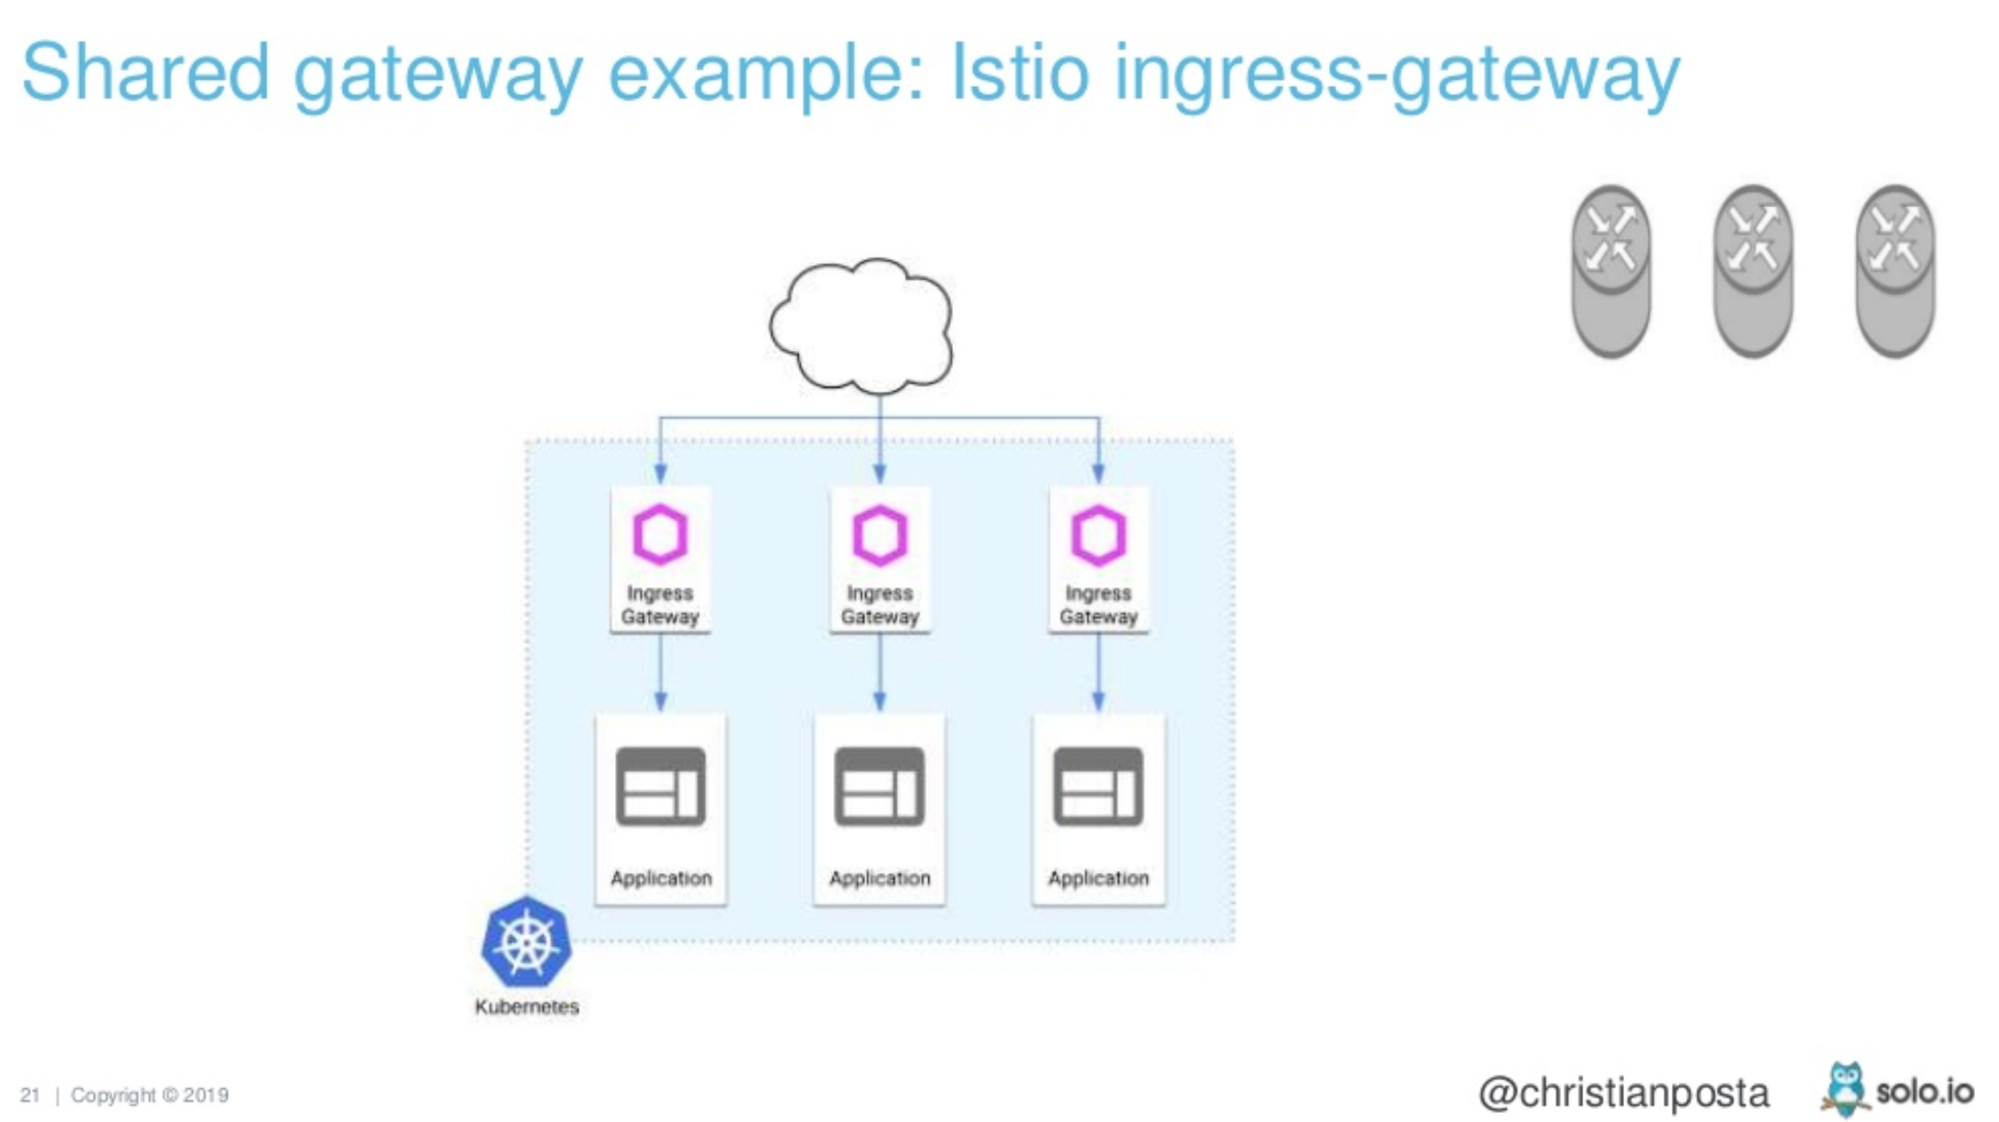 Shared gateway example: Istio ingress-gateway
Ingress
Gateway
Ingress
Gateway
Ingress
Gateway
Application
Application
Application
Kubernetes
21 | Copyright © 2019
@christianposta
solo.io